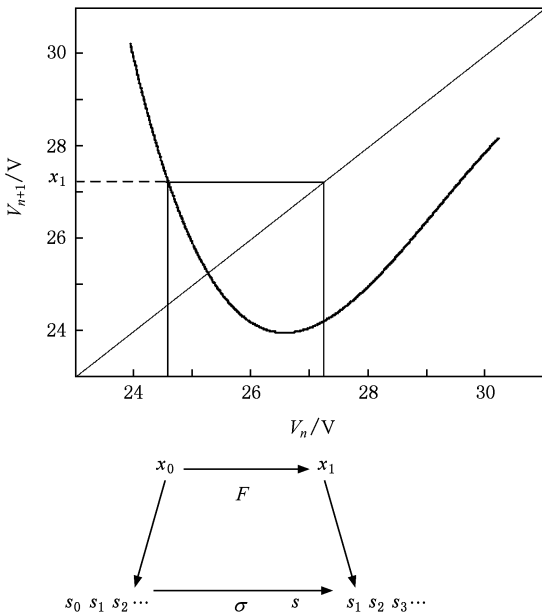 30
28
x₁
26
24
Vₙ₊₁/V
24 26 28 30
Vₙ/V
x₀ x₁
F
s₀ s₁ s₂ ··· σ s s₁ s₂ s₃ ···